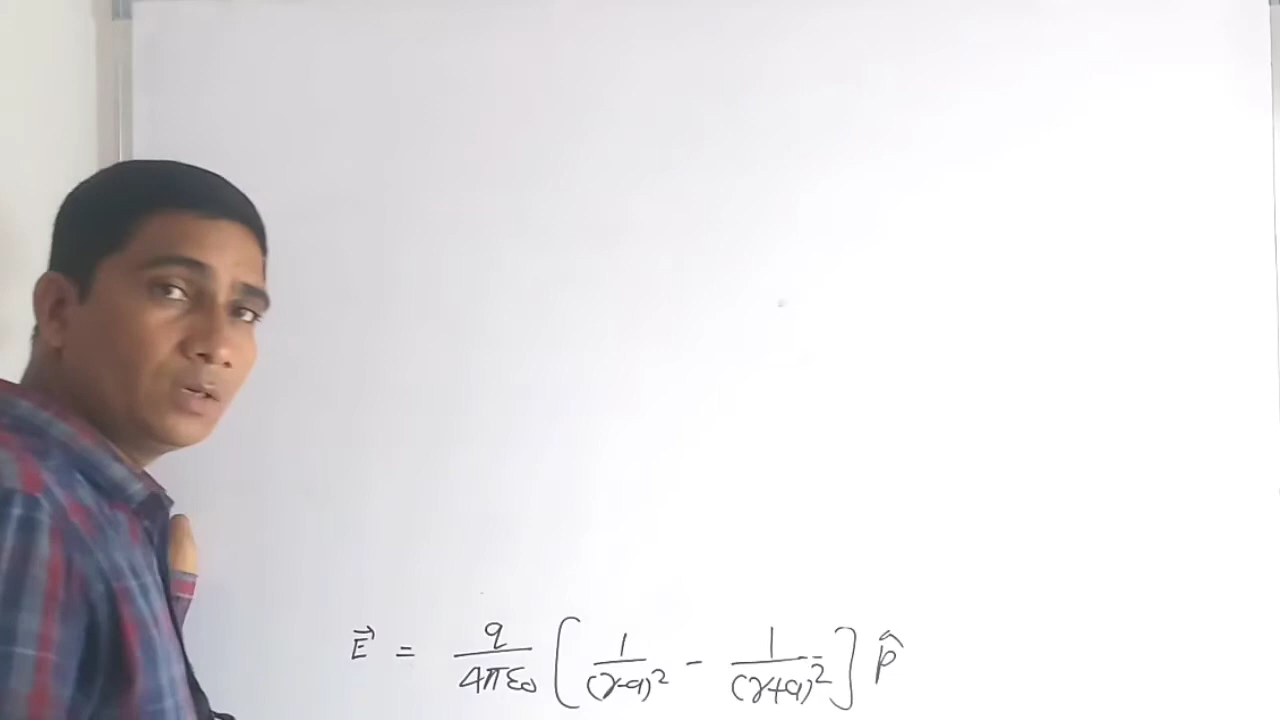 E⃗ = q/4πε₀ [ 1/(r-a)² - 1/(r+a)² ] p̂